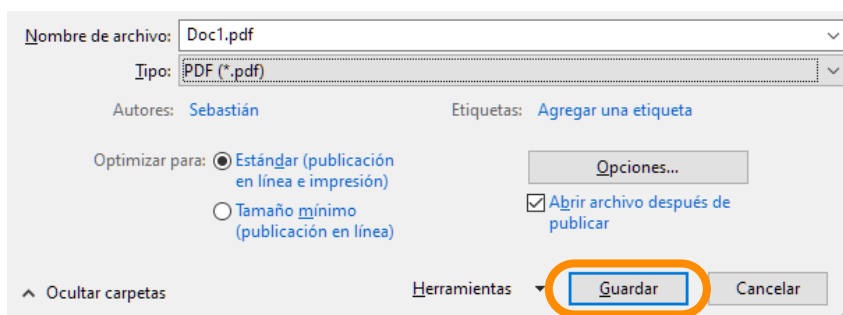 Nombre de archivo: Doc1.pdf
Tipo: PDF (*.pdf)
Autores: Sebastián Etiquetas: Agregar una etiqueta
Optimizar para: Estándar (publicación
en línea e impresión)
Tamaño mínimo
(publicación en línea)
Opciones...
Abrir archivo después de
publicar
Ocultar carpetas Herramientas Guardar Cancelar